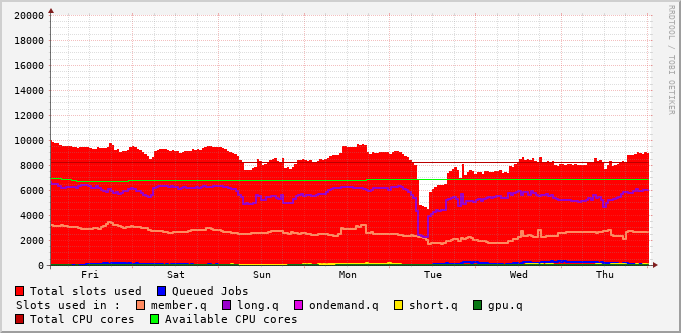 RRDTOOL / TOBI OETIKER
20000
18000
16000
14000
12000
10000
8000
6000
4000
2000
0
Fri Sat Sun Mon Tue Wed Thu
Total slots used Queued Jobs
Slots used in : member.q long.q ondemand.q short.q gpu.q
Total CPU cores Available CPU cores